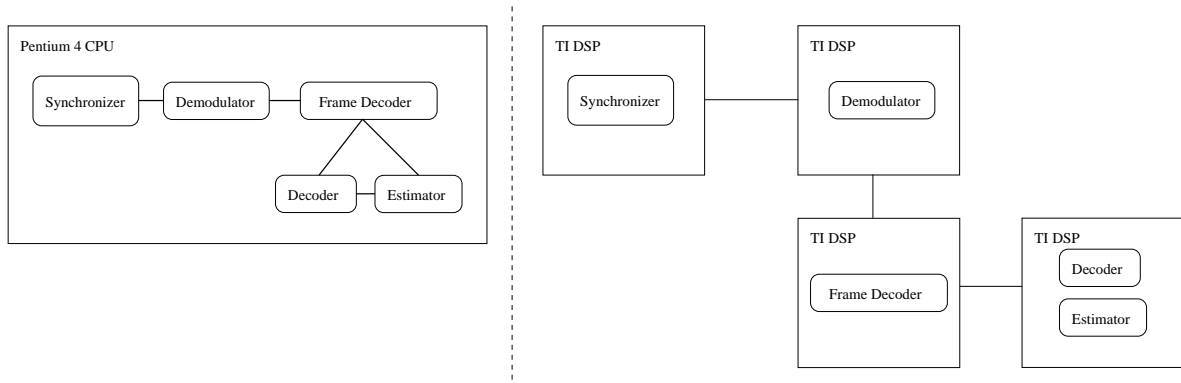 Pentium 4 CPU
Synchronizer
Demodulator
Frame Decoder
Decoder
Estimator
TI DSP
Synchronizer
TI DSP
Demodulator
TI DSP
Frame Decoder
TI DSP
Decoder
Estimator